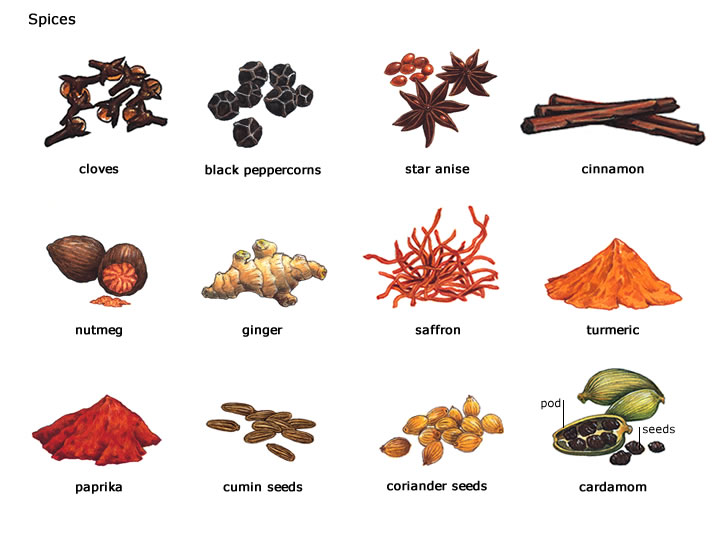 Spices
cloves
black peppercorns
star anise
cinnamon
nutmeg
ginger
saffron
turmeric
pod
seeds
paprika
cumin seeds
coriander seeds
cardamom